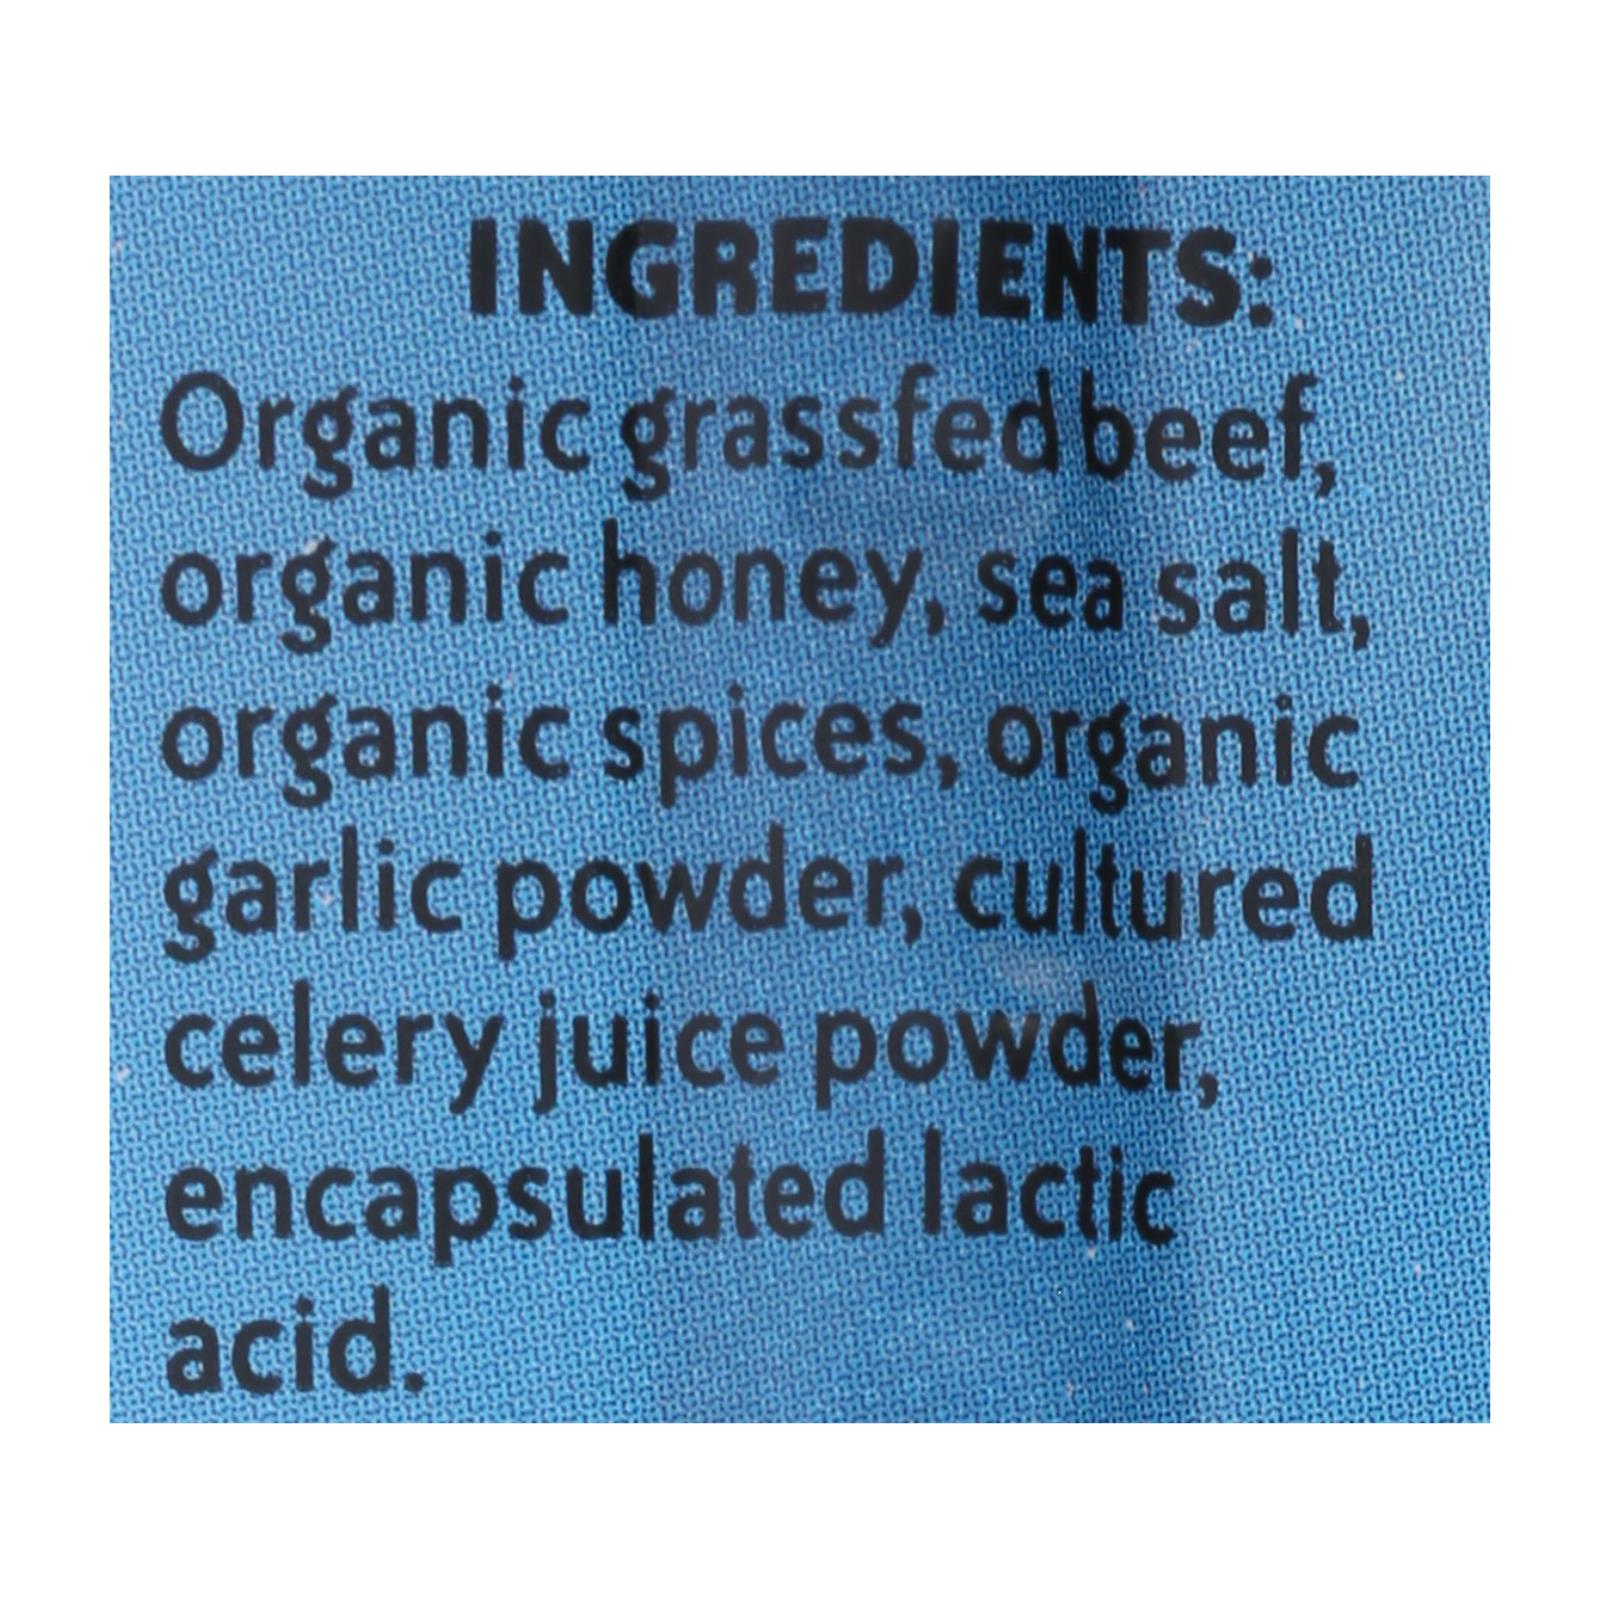 INGREDIENTS:
Organic grassfed beef,
organic honey, sea salt,
organic spices, organic
garlic powder, cultured
celery juice powder,
encapsulated lactic
acid.